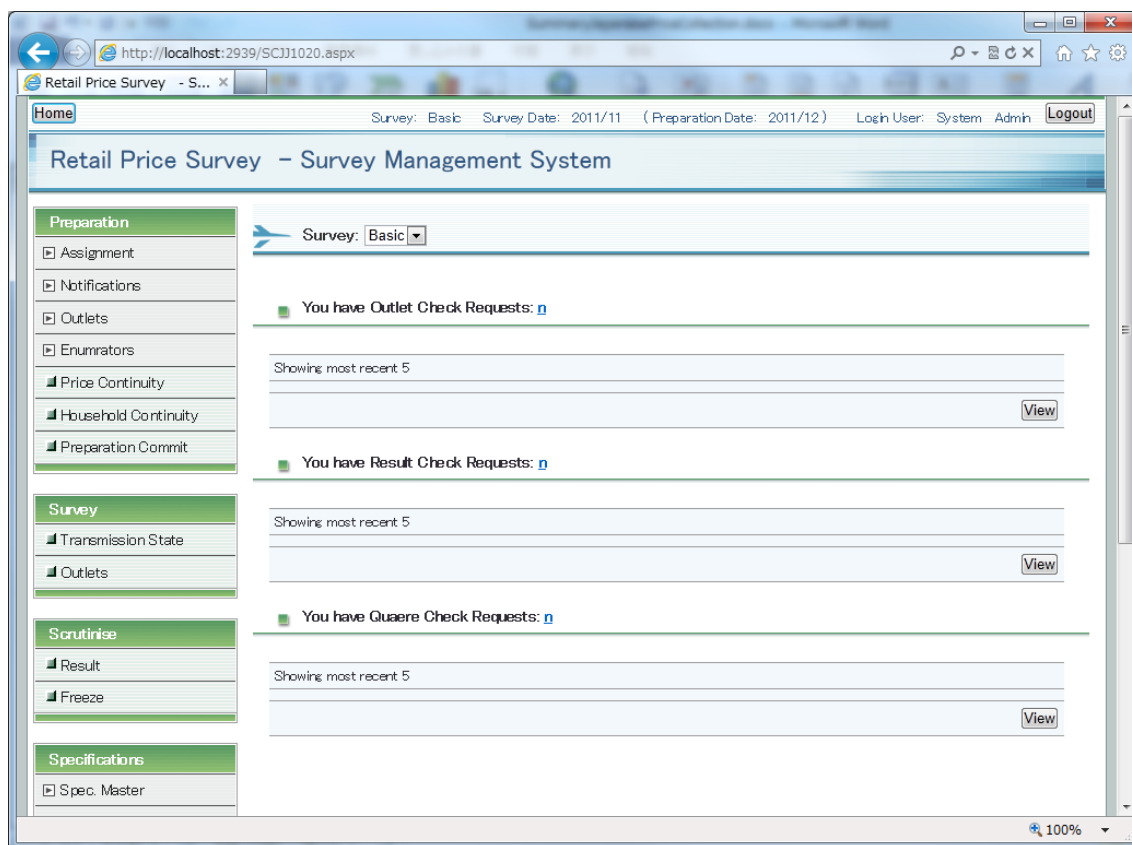 SummaryJapanesePriceCollection.docx - Microsoft Word
http://localhost:2939/SCJJ1020.aspx
Retail Price Survey - S...
Home
Survey: Basic Survey Date: 2011/11 ( Preparation Date: 2011/12 ) Login User: System Admin
Logout
Retail Price Survey - Survey Management System
Preparation
Assignment
Notifications
Outlets
Enumrators
Price Continuity
Household Continuity
Preparation Commit
Survey
Transmission State
Outlets
Scrutinise
Result
Freeze
Specifications
Spec. Master
Survey: Basic
You have Outlet Check Requests: n
Showing most recent 5
View
You have Result Check Requests: n
Showing most recent 5
View
You have Quaere Check Requests: n
Showing most recent 5
View
100%